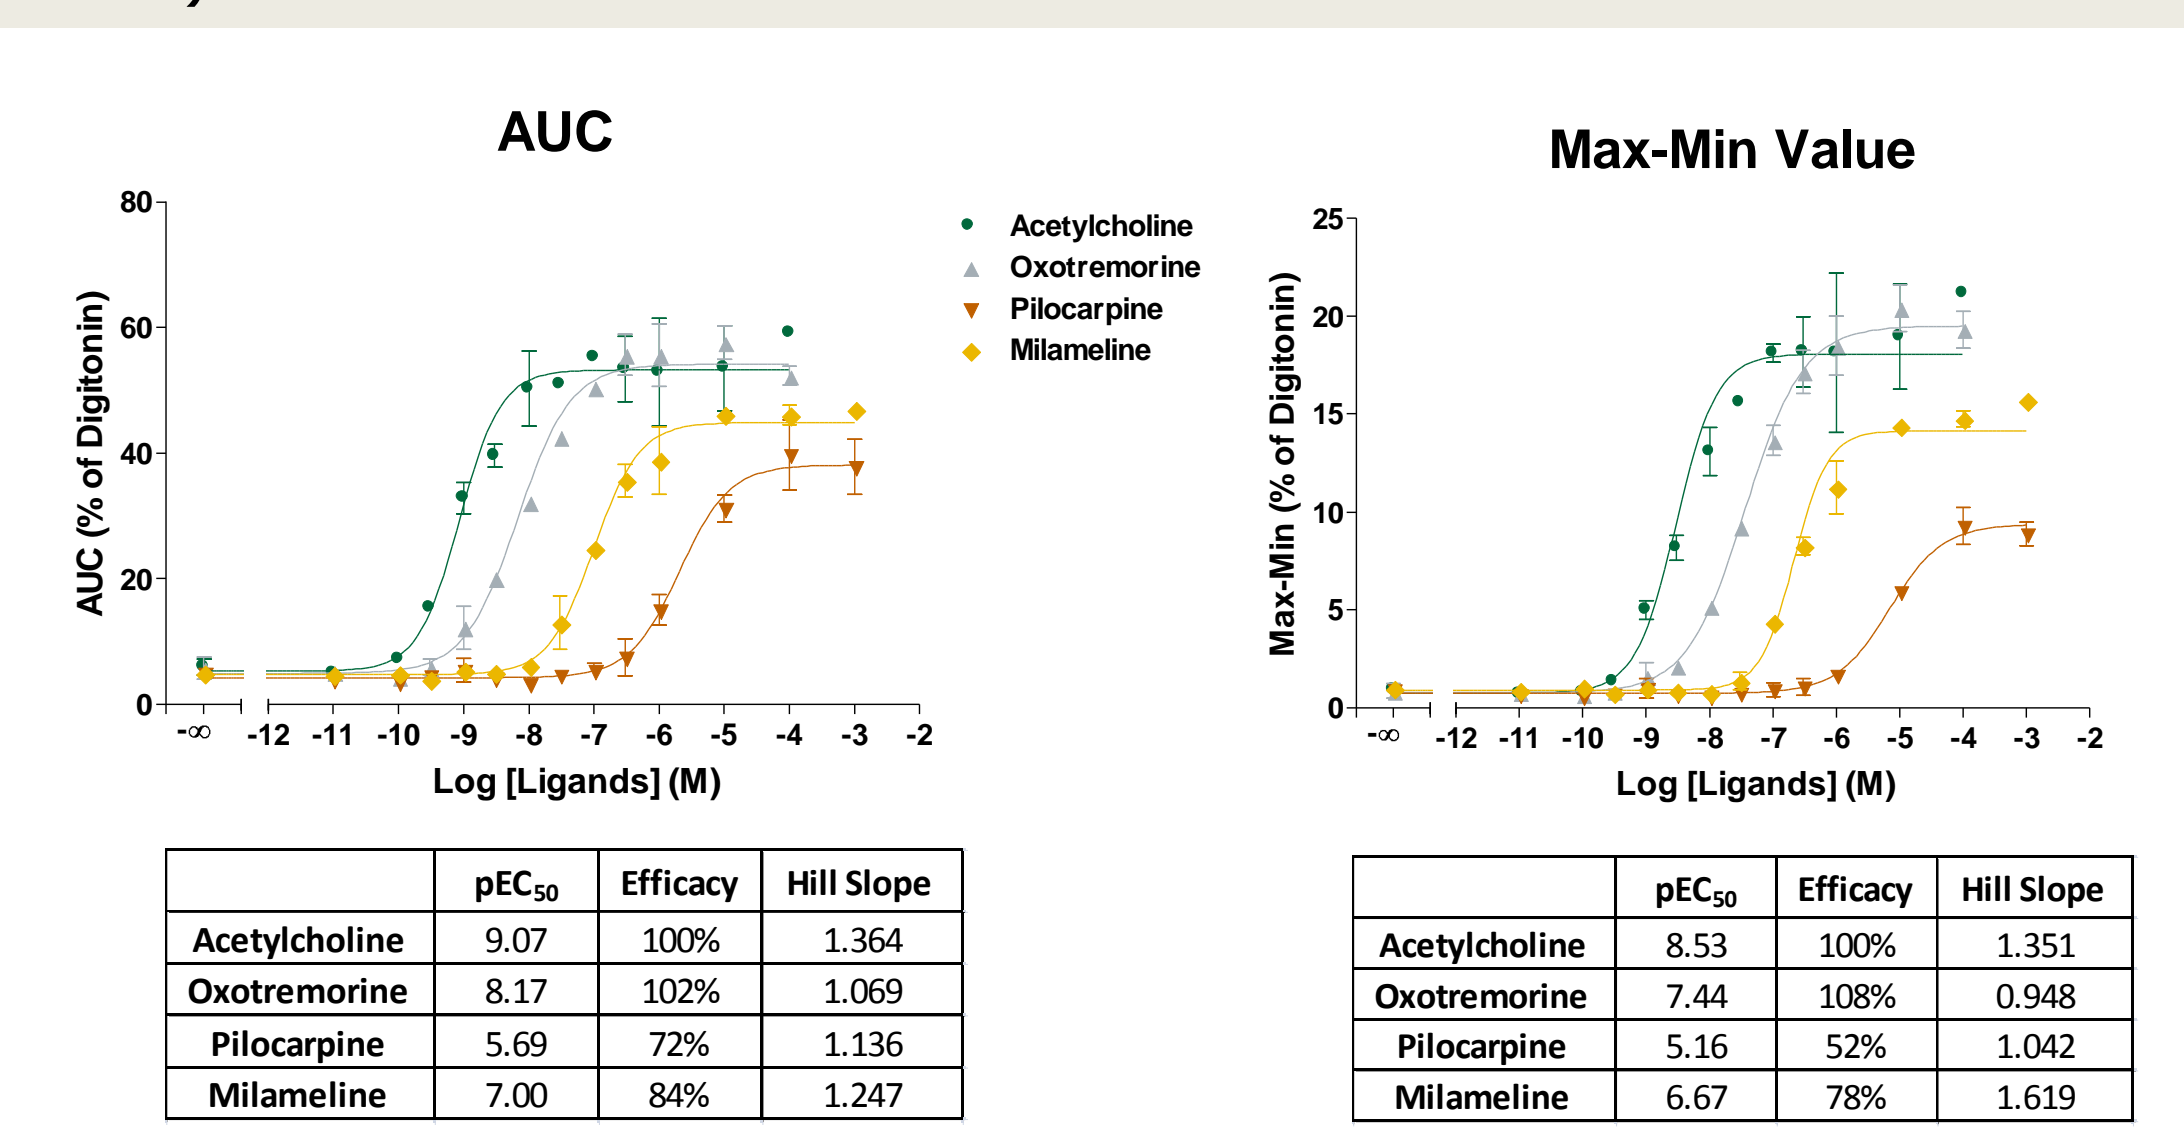 AUC
80
60
40
20
0
AUC (% of Digitonin)
-∞ -12 -11 -10 -9 -8 -7 -6 -5 -4 -3 -2
Log [Ligands] (M)
Acetylcholine
Oxotremorine
Pilocarpine
Milameline
Max-Min Value
25
20
15
10
5
0
Max-Min (% of Digitonin)
-∞ -12 -11 -10 -9 -8 -7 -6 -5 -4 -3 -2
Log [Ligands] (M)
pEC50 Efficacy Hill Slope
Acetylcholine 9.07 100% 1.364
Oxotremorine 8.17 102% 1.069
Pilocarpine 5.69 72% 1.136
Milameline 7.00 84% 1.247
pEC50 Efficacy Hill Slope
Acetylcholine 8.53 100% 1.351
Oxotremorine 7.44 108% 0.948
Pilocarpine 5.16 52% 1.042
Milameline 6.67 78% 1.619